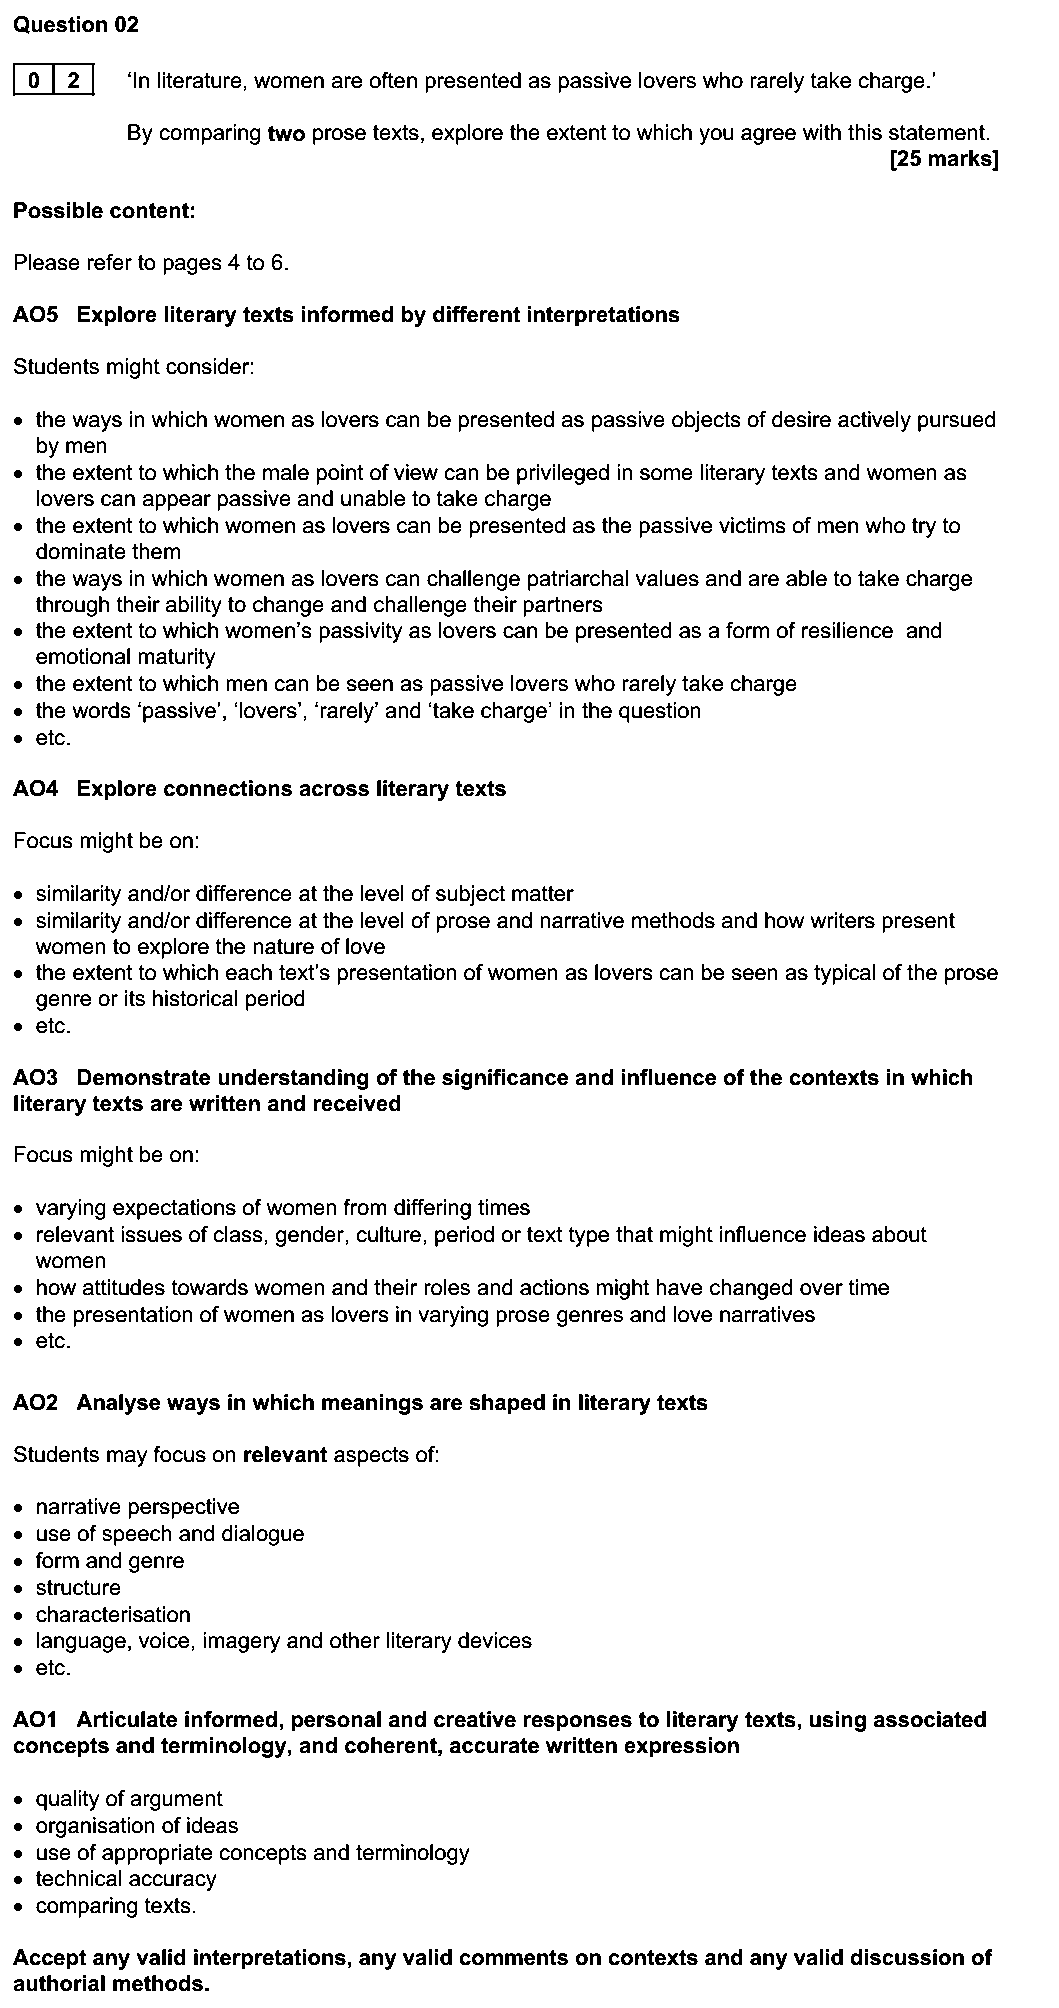 Question 02
0 2 ‘In literature, women are often presented as passive lovers who rarely take charge.’
By comparing two prose texts, explore the extent to which you agree with this statement.
[25 marks]
Possible content:
Please refer to pages 4 to 6.
AO5 Explore literary texts informed by different interpretations
Students might consider:
• the ways in which women as lovers can be presented as passive objects of desire actively pursued
by men
• the extent to which the male point of view can be privileged in some literary texts and women as
lovers can appear passive and unable to take charge
• the extent to which women as lovers can be presented as the passive victims of men who try to
dominate them
• the ways in which women as lovers can challenge patriarchal values and are able to take charge
through their ability to change and challenge their partners
• the extent to which women’s passivity as lovers can be presented as a form of resilience and
emotional maturity
• the extent to which men can be seen as passive lovers who rarely take charge
• the words ‘passive’, ‘lovers’, ‘rarely’ and ‘take charge’ in the question
• etc.
AO4 Explore connections across literary texts
Focus might be on:
• similarity and/or difference at the level of subject matter
• similarity and/or difference at the level of prose and narrative methods and how writers present
women to explore the nature of love
• the extent to which each text’s presentation of women as lovers can be seen as typical of the prose
genre or its historical period
• etc.
AO3 Demonstrate understanding of the significance and influence of the contexts in which
literary texts are written and received
Focus might be on:
• varying expectations of women from differing times
• relevant issues of class, gender, culture, period or text type that might influence ideas about
women
• how attitudes towards women and their roles and actions might have changed over time
• the presentation of women as lovers in varying prose genres and love narratives
• etc.
AO2 Analyse ways in which meanings are shaped in literary texts
Students may focus on relevant aspects of:
• narrative perspective
• use of speech and dialogue
• form and genre
• structure
• characterisation
• language, voice, imagery and other literary devices
• etc.
AO1 Articulate informed, personal and creative responses to literary texts, using associated
concepts and terminology, and coherent, accurate written expression
• quality of argument
• organisation of ideas
• use of appropriate concepts and terminology
• technical accuracy
• comparing texts.
Accept any valid interpretations, any valid comments on contexts and any valid discussion of
authorial methods.